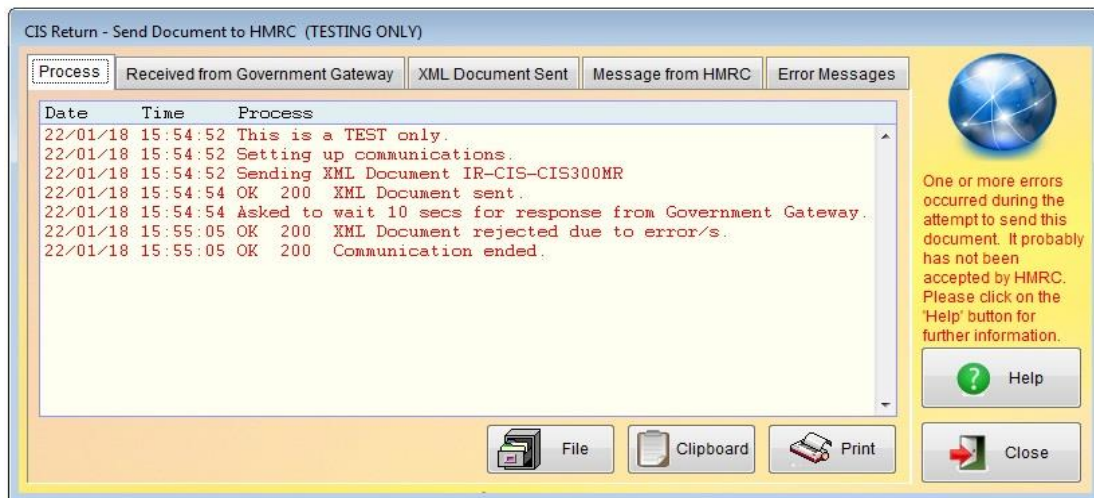 CIS Return - Send Document to HMRC (TESTING ONLY)
Process
Received from Government Gateway
XML Document Sent
Message from HMRC
Error Messages
Date Time Process
22/01/18 15:54:52 This is a TEST only.
22/01/18 15:54:52 Setting up communications.
22/01/18 15:54:52 Sending XML Document IR-CIS-CIS300MR
22/01/18 15:54:54 OK 200 XML Document sent.
22/01/18 15:54:54 Asked to wait 10 secs for response from Government Gateway.
22/01/18 15:55:05 OK 200 XML Document rejected due to error/s.
22/01/18 15:55:05 OK 200 Communication ended.
One or more errors
occurred during the
attempt to send this
document. It probably
has not been
accepted by HMRC.
Please click on the
'Help' button for
further information.
Help
File
Clipboard
Print
Close